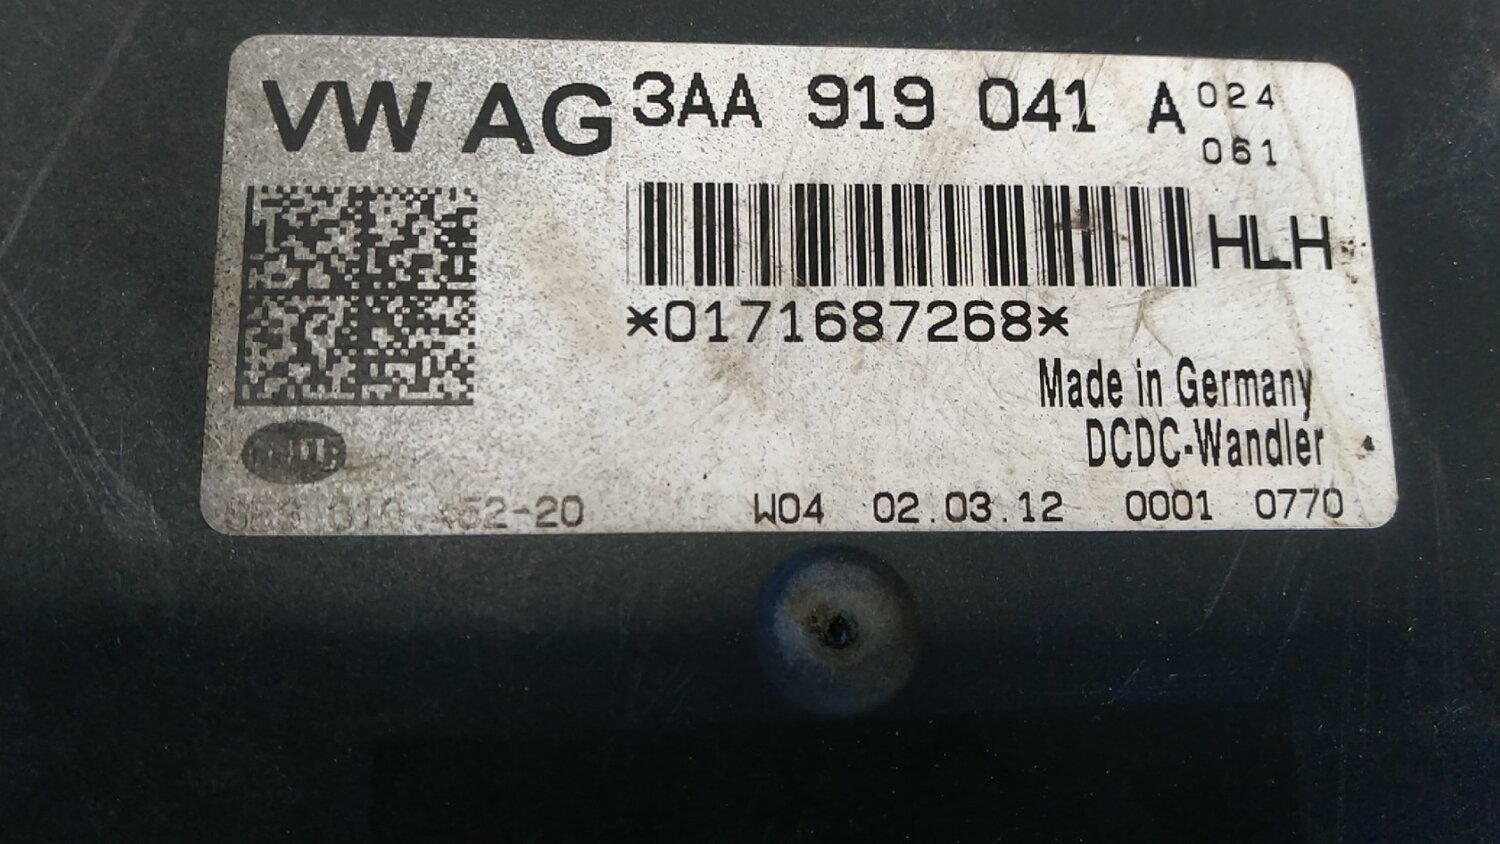 VW AG 3AA 919 041 A 024
061
HLH
*0171687268*
Made in Germany
DCDC-Wandler
W04 02.03.12 0001 0770